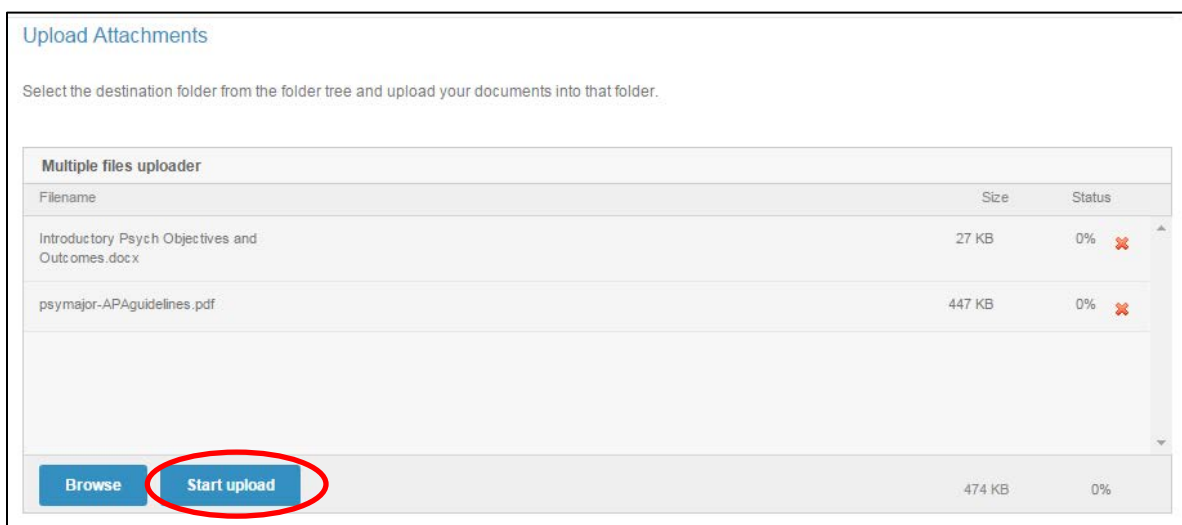 Upload Attachments
Select the destination folder from the folder tree and upload your documents into that folder.
Multiple files uploader
Filename Size Status
Introductory Psych Objectives and 27 KB 0%
Outcomes.docx
psymajor-APAguidelines.pdf 447 KB 0%
Browse Start upload 474 KB 0%